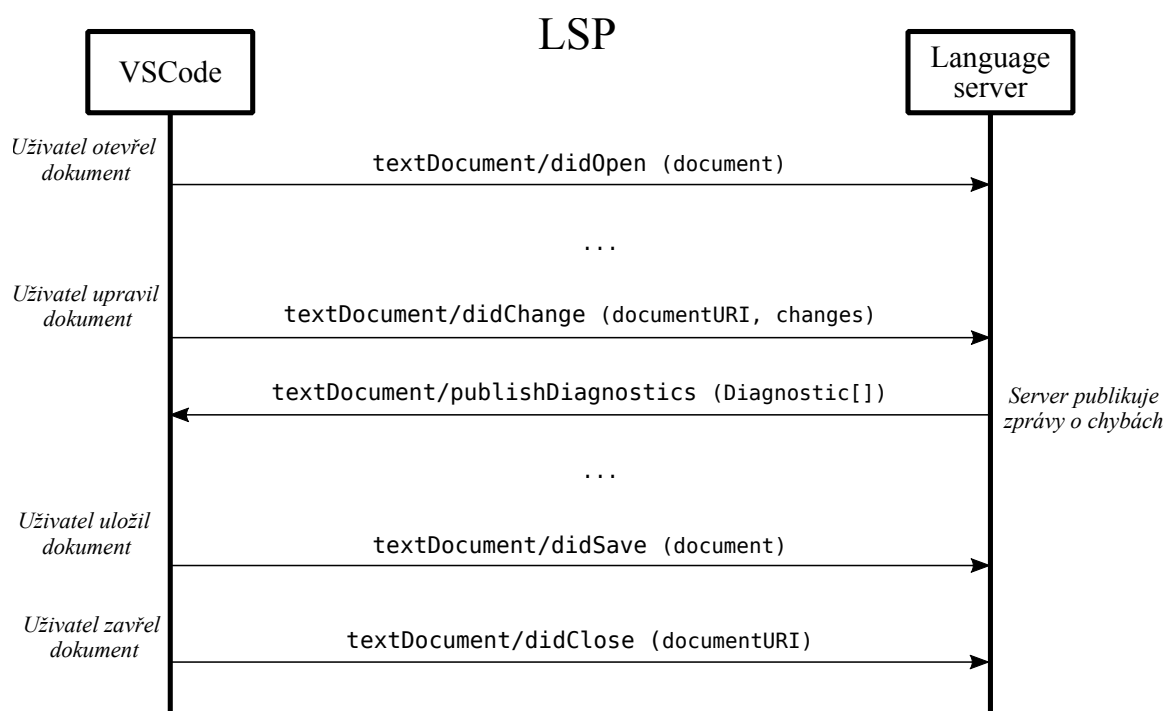 LSP
VSCode
Language
server
Uživatel otevřel
dokument
textDocument/didOpen (document)
...
Uživatel upravil
dokument
textDocument/didChange (documentURI, changes)
textDocument/publishDiagnostics (Diagnostic[])
Server publikuje
zprávy o chybách
...
Uživatel uložil
dokument
textDocument/didSave (document)
Uživatel zavřel
dokument
textDocument/didClose (documentURI)